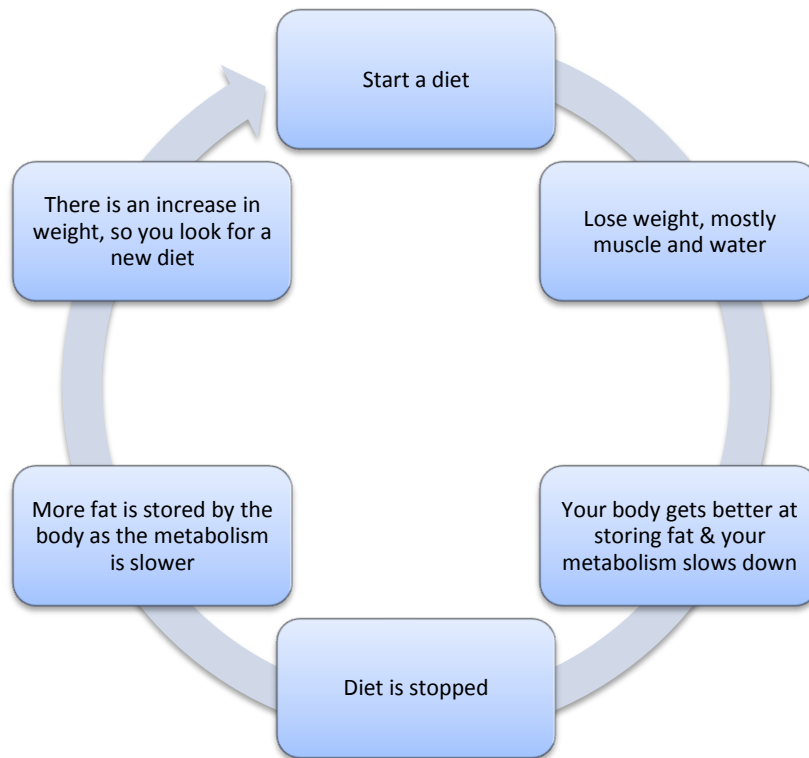 Start a diet
Lose weight, mostly
muscle and water
Your body gets better at
storing fat & your
metabolism slows down
Diet is stopped
More fat is stored by the
body as the metabolism
is slower
There is an increase in
weight, so you look for a
new diet